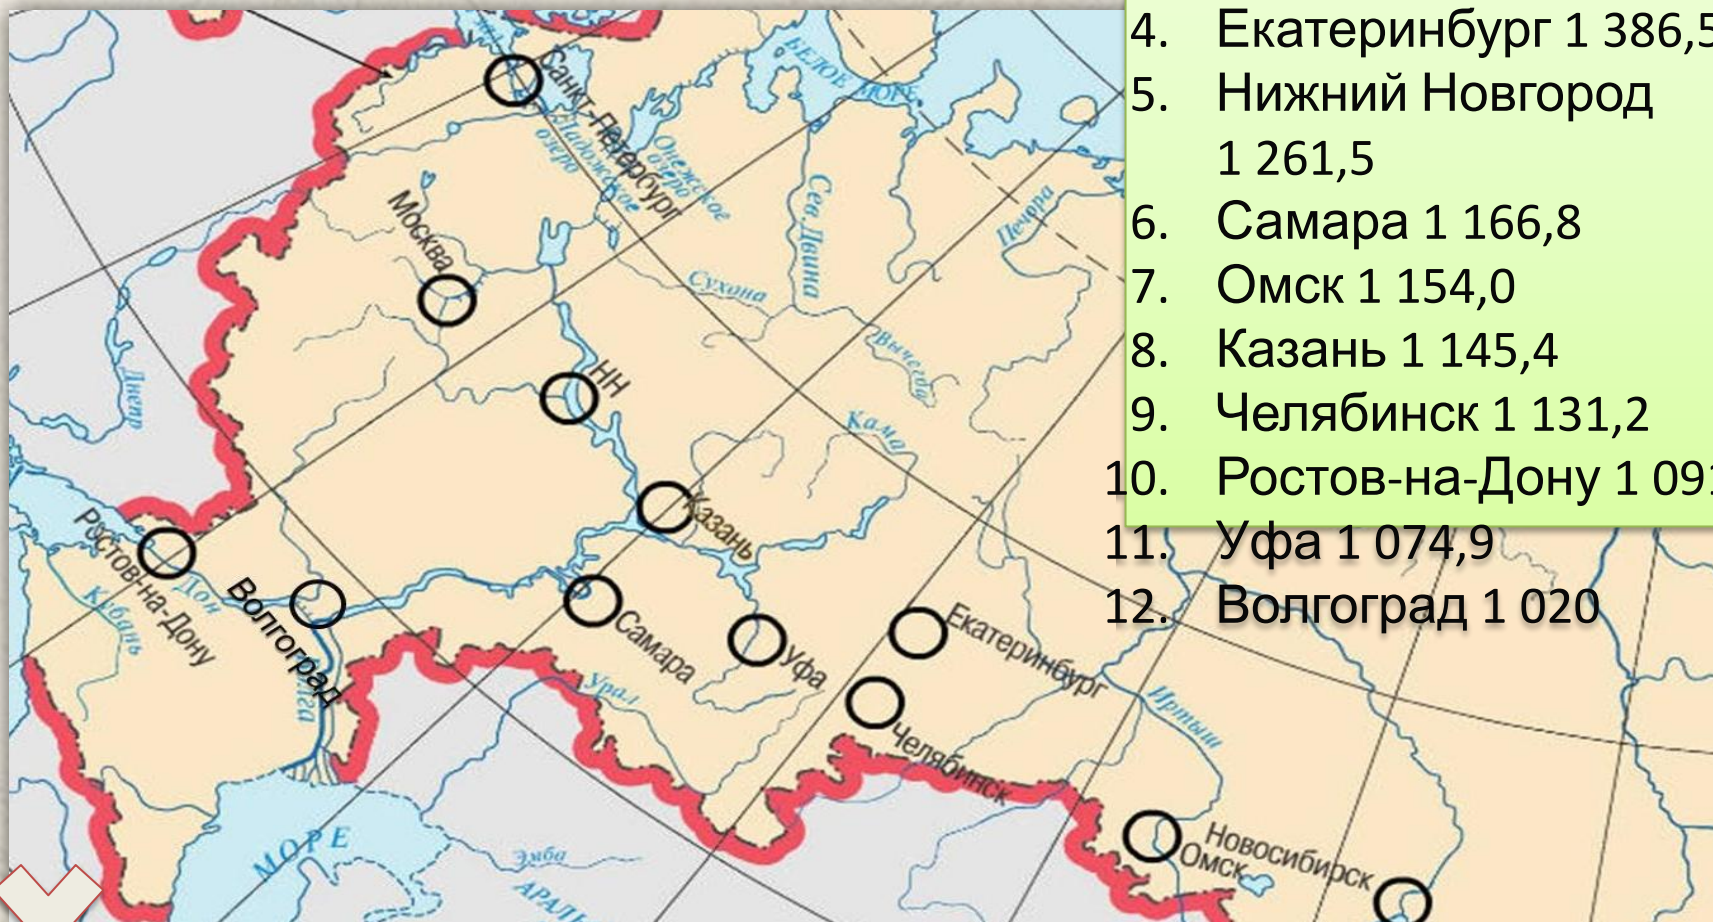 4. Екатеринбург 1 386,5
5. Нижний Новгород
1 261,5
6. Самара 1 166,8
7. Омск 1 154,0
8. Казань 1 145,4
9. Челябинск 1 131,2
10. Ростов-на-Дону 1 091
11. Уфа 1 074,9
12. Волгоград 1 020
Санкт-Петербург
БЕЛОЕ МОРЕ
Ладожское
озеро
Онежское
озеро
Сев. Двина
Печора
Москва
Сухона
Вычегда
Днепр
НН
Кама
Казань
Ростов-на-Дону
Дон
Кубань
Волгоград
Волга
Самара
Уфа
Екатеринбург
Урал
Челябинск
Иртыш
МОРЕ
Эмба
АРАЛЬ
Новосибирск
Омск